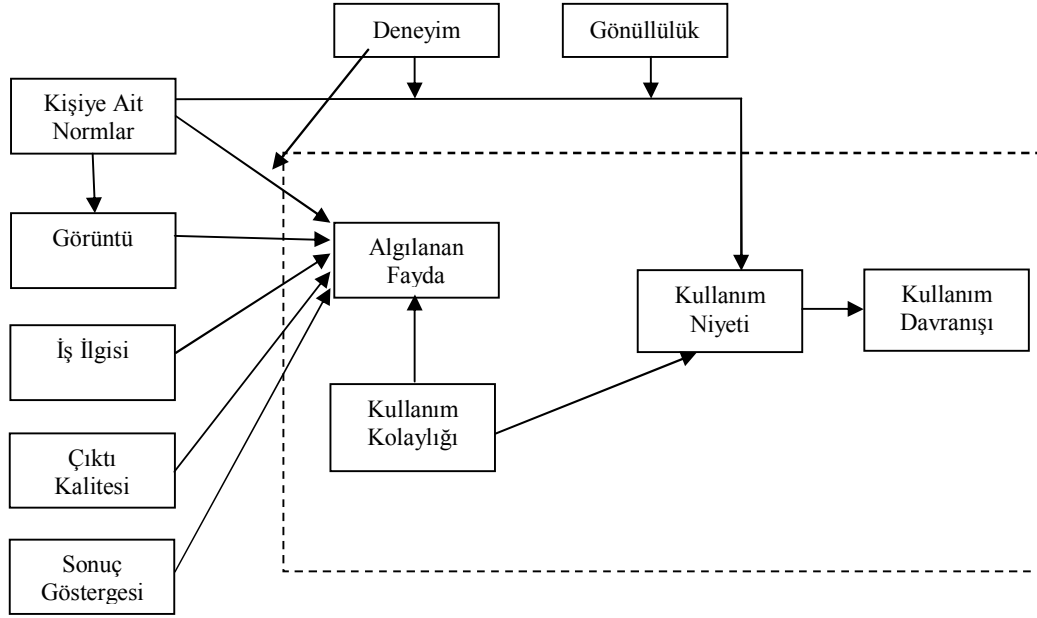 Deneyim
Gönüllülük
Kişiye Ait
Normlar
Görüntü
Algılanan
Fayda
Kullanım
Niyeti
Kullanım
Davranışı
İş İlgisi
Kullanım
Kolaylığı
Çıktı
Kalitesi
Sonuç
Göstergesi